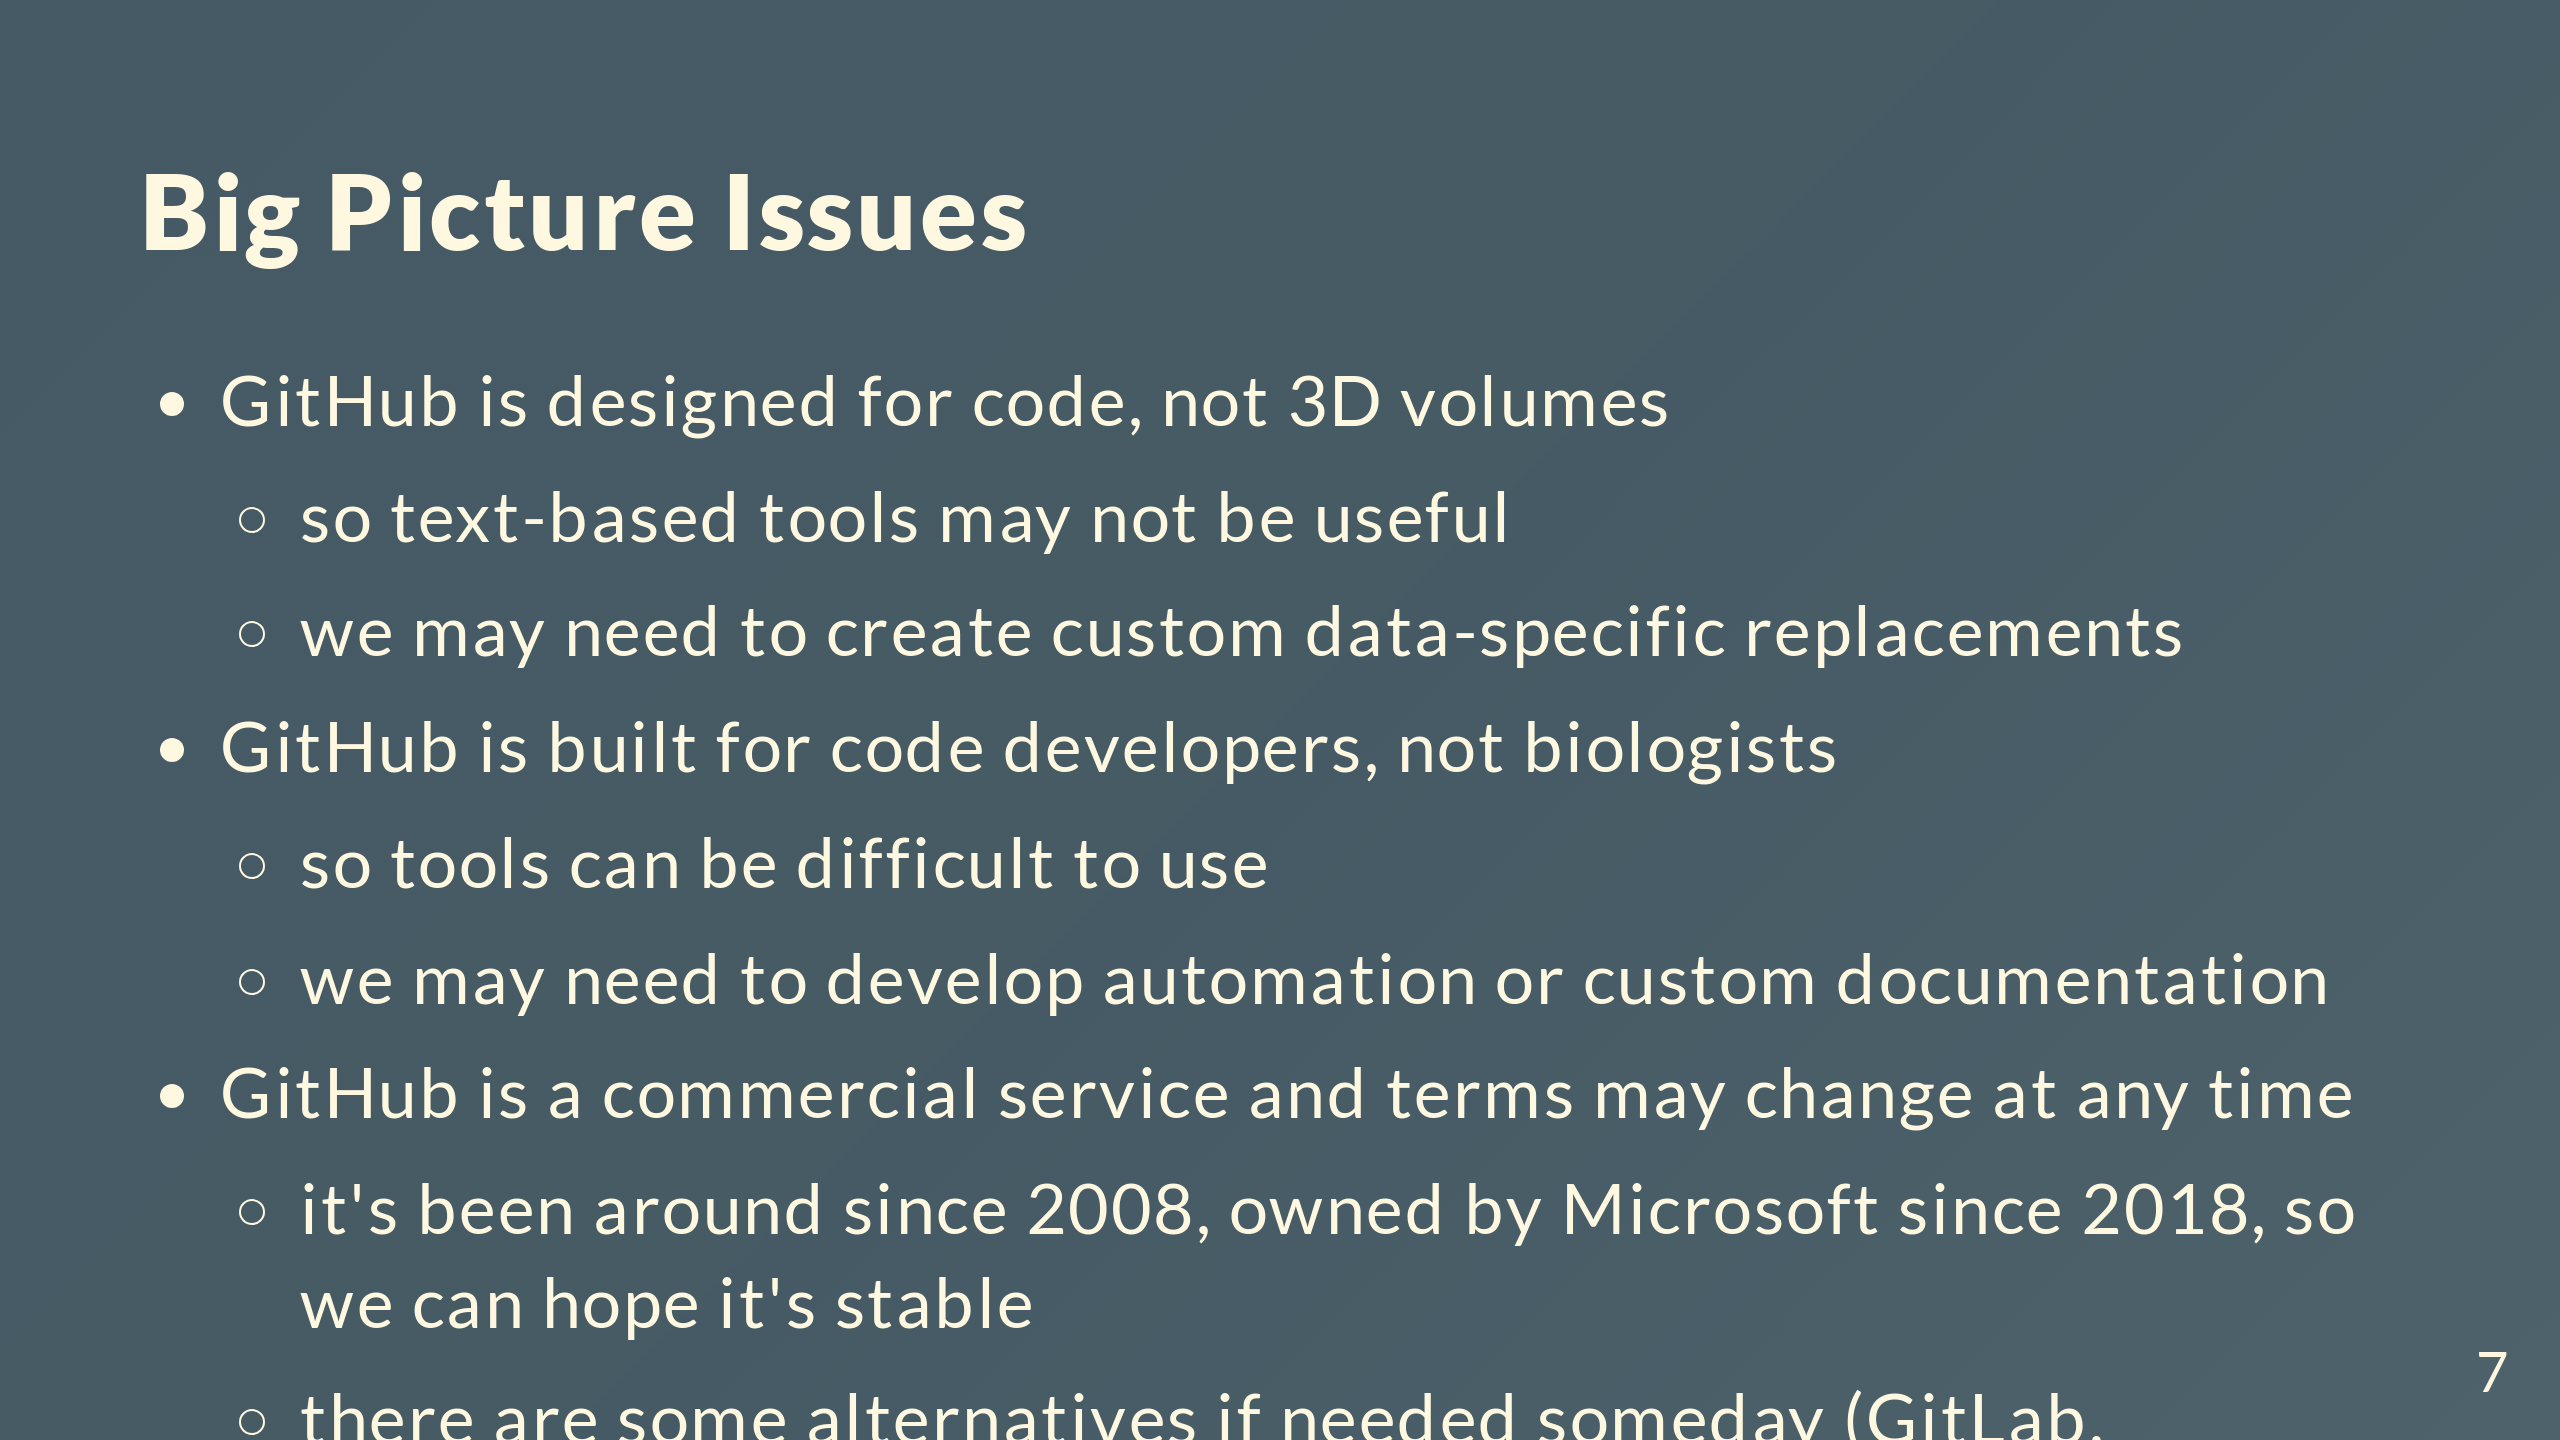 Big Picture Issues
• GitHub is designed for code, not 3D volumes
○ so text-based tools may not be useful
○ we may need to create custom data-specific replacements
• GitHub is built for code developers, not biologists
○ so tools can be difficult to use
○ we may need to develop automation or custom documentation
• GitHub is a commercial service and terms may change at any time
○ it's been around since 2008, owned by Microsoft since 2018, so
we can hope it's stable
○ there are some alternatives if needed someday (GitLab,
7